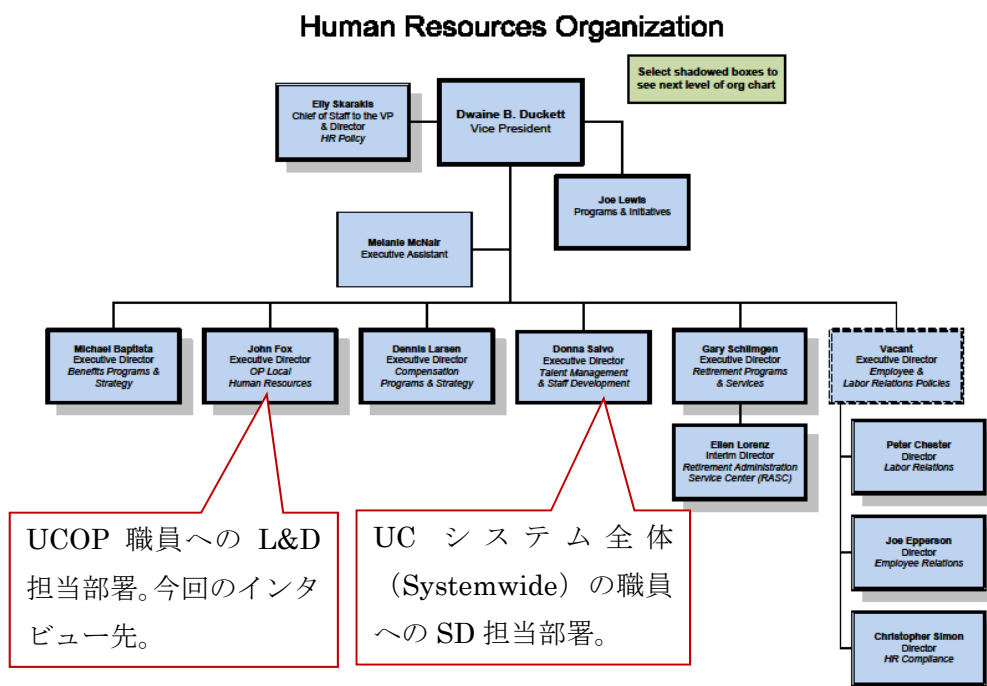 Human Resources Organization
Select shadowed boxes to
see next level of org chart
Elly Skarakis
Chief of Staff to the VP
& Director
HR Policy
Dwaine B. Duckett
Vice President
Joe Lewis
Programs & Initiatives
Melanie McNair
Executive Assistant
Michael Baptista
Executive Director
Benefits Programs &
Strategy
John Fox
Executive Director
OP Local
Human Resources
Dennis Larsen
Executive Director
Compensation
Programs & Strategy
Donna Salvo
Executive Director
Talent Management
& Staff Development
Gary Schlimgen
Executive Director
Retirement Programs
& Services
Vacant
Executive Director
Employee &
Labor Relations Policies
Ellen Lorenz
Interim Director
Retirement Administration
Service Center (RASC)
Peter Chester
Director
Labor Relations
Joe Epperson
Director
Employee Relations
Christopher Simon
Director
HR Compliance
UCOP 職員への L&D
担当部署。今回のインタ
ビュー先。
UC システム全体
（Systemwide）の職員
への SD 担当部署。